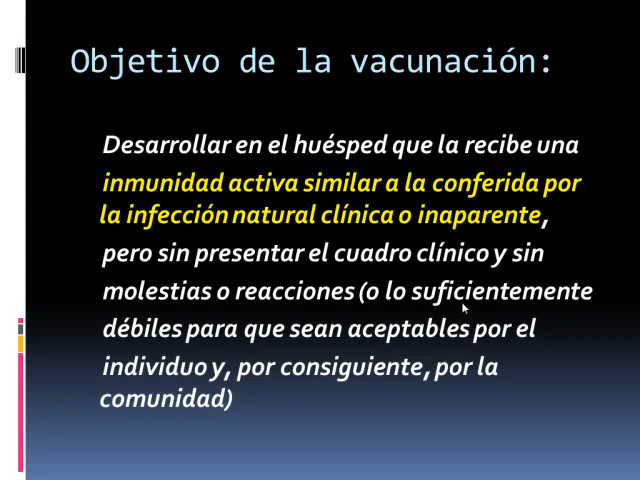 Objetivo de la vacunación:
Desarrollar en el huésped que la recibe una
inmunidad activa similar a la conferida por
la infección natural clínica o inaparente,
pero sin presentar el cuadro clínico y sin
molestias o reacciones (o lo suficientemente
débiles para que sean aceptables por el
individuo y, por consiguiente, por la
comunidad)